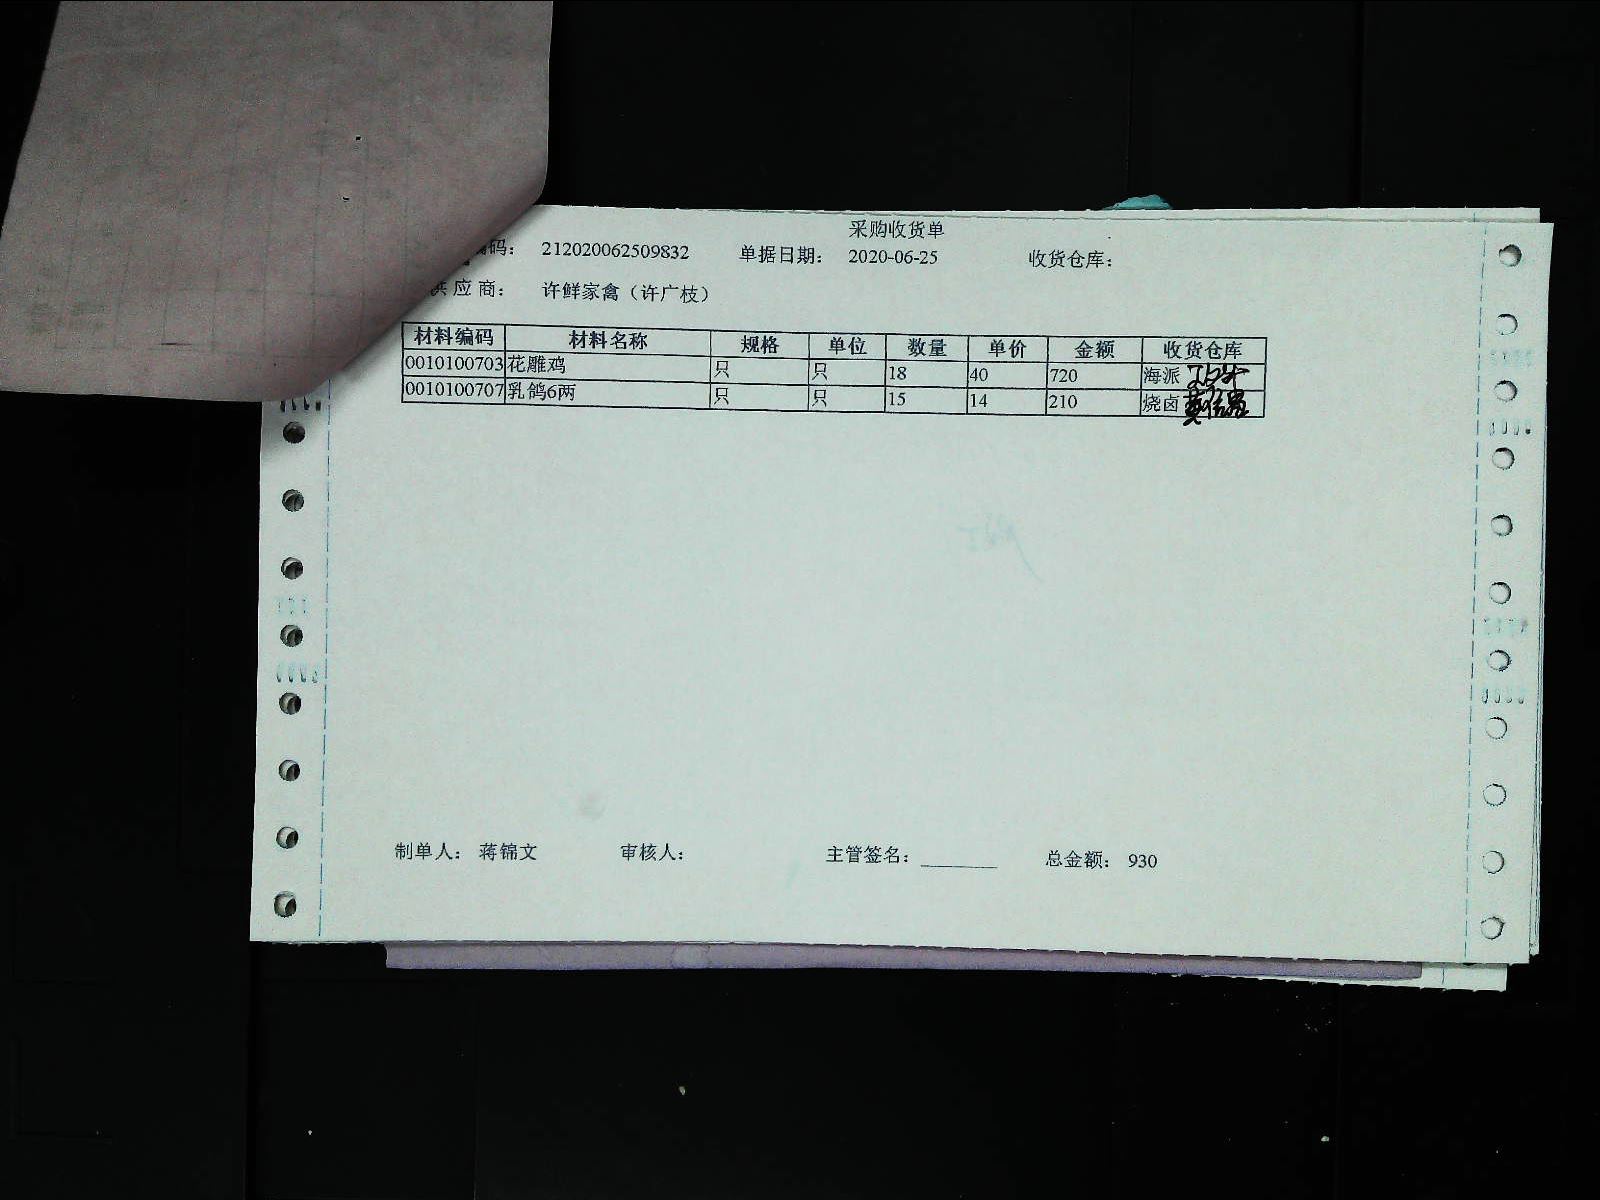 采购收货单
编码： 212020062509832 单据日期： 2020-06-25 收货仓库：
供应商： 许鲜家禽（许广枝）
材料编码 材料名称 规格 单位 数量 单价 金额 收货仓库
0010100703 花雕鸡 只 只 18 40 720 海派
0010100707 乳鸽6两 只 只 15 14 210 烧卤
制单人： 蒋锦文 审核人： 主管签名：________ 总金额： 930